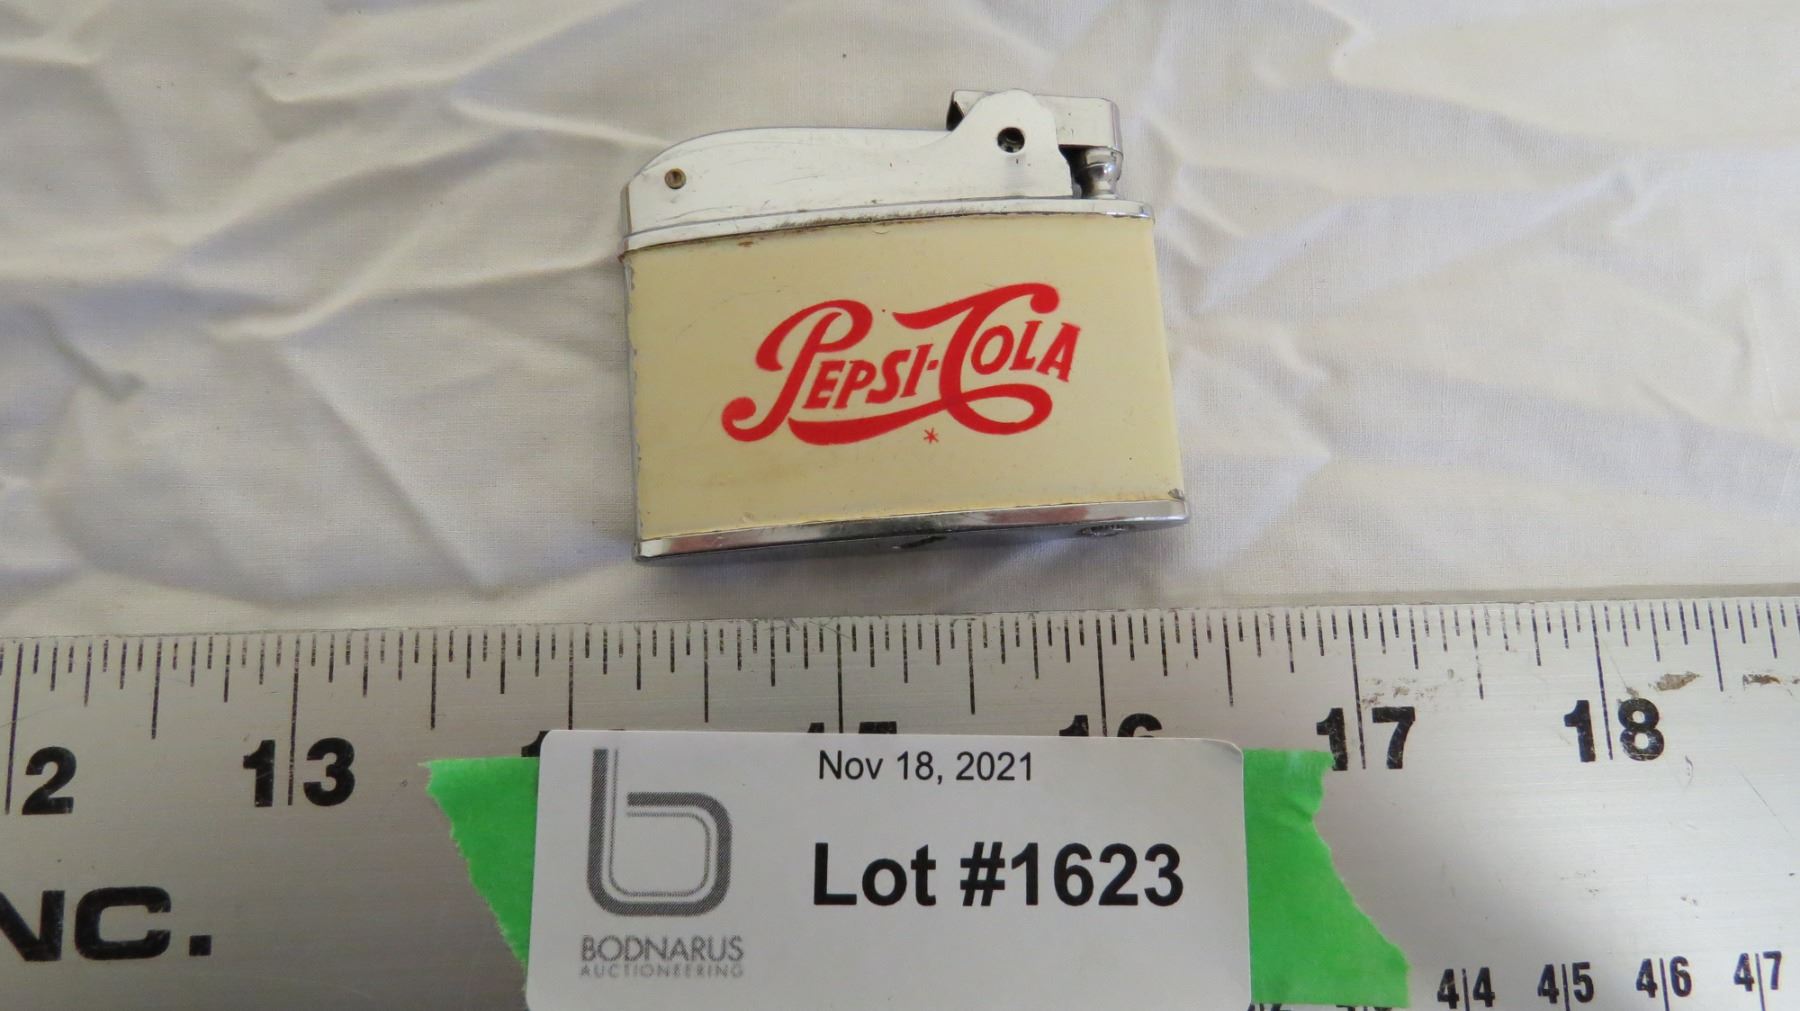 PEPSI-COLA
*
2 13 15 16 17 18
Nov 18, 2021
Lot #1623
BODNARUS
AUCTIONEERING
NC.
44 45 46 47